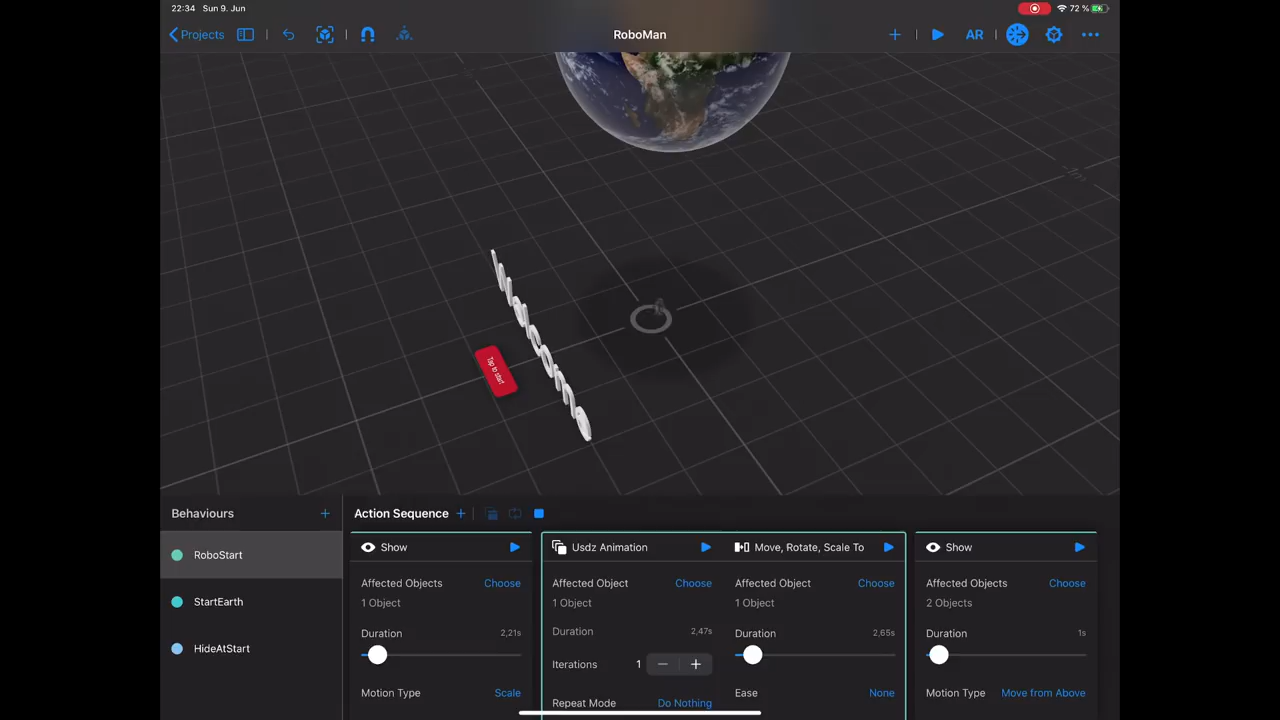 22:34 Sun 9. Jun
72 %
Projects
RoboMan
AR
Tap to start
Behaviours
Action Sequence
RoboStart
StartEarth
HideAtStart
Show
Affected Objects Choose
1 Object
Duration 2,21s
Motion Type Scale
Usdz Animation
Affected Object Choose
1 Object
Duration 2,47s
Iterations 1
Repeat Mode Do Nothing
Move, Rotate, Scale To
Affected Object Choose
1 Object
Duration 2,65s
Ease None
Show
Affected Objects Choose
2 Objects
Duration 1s
Motion Type Move from Above